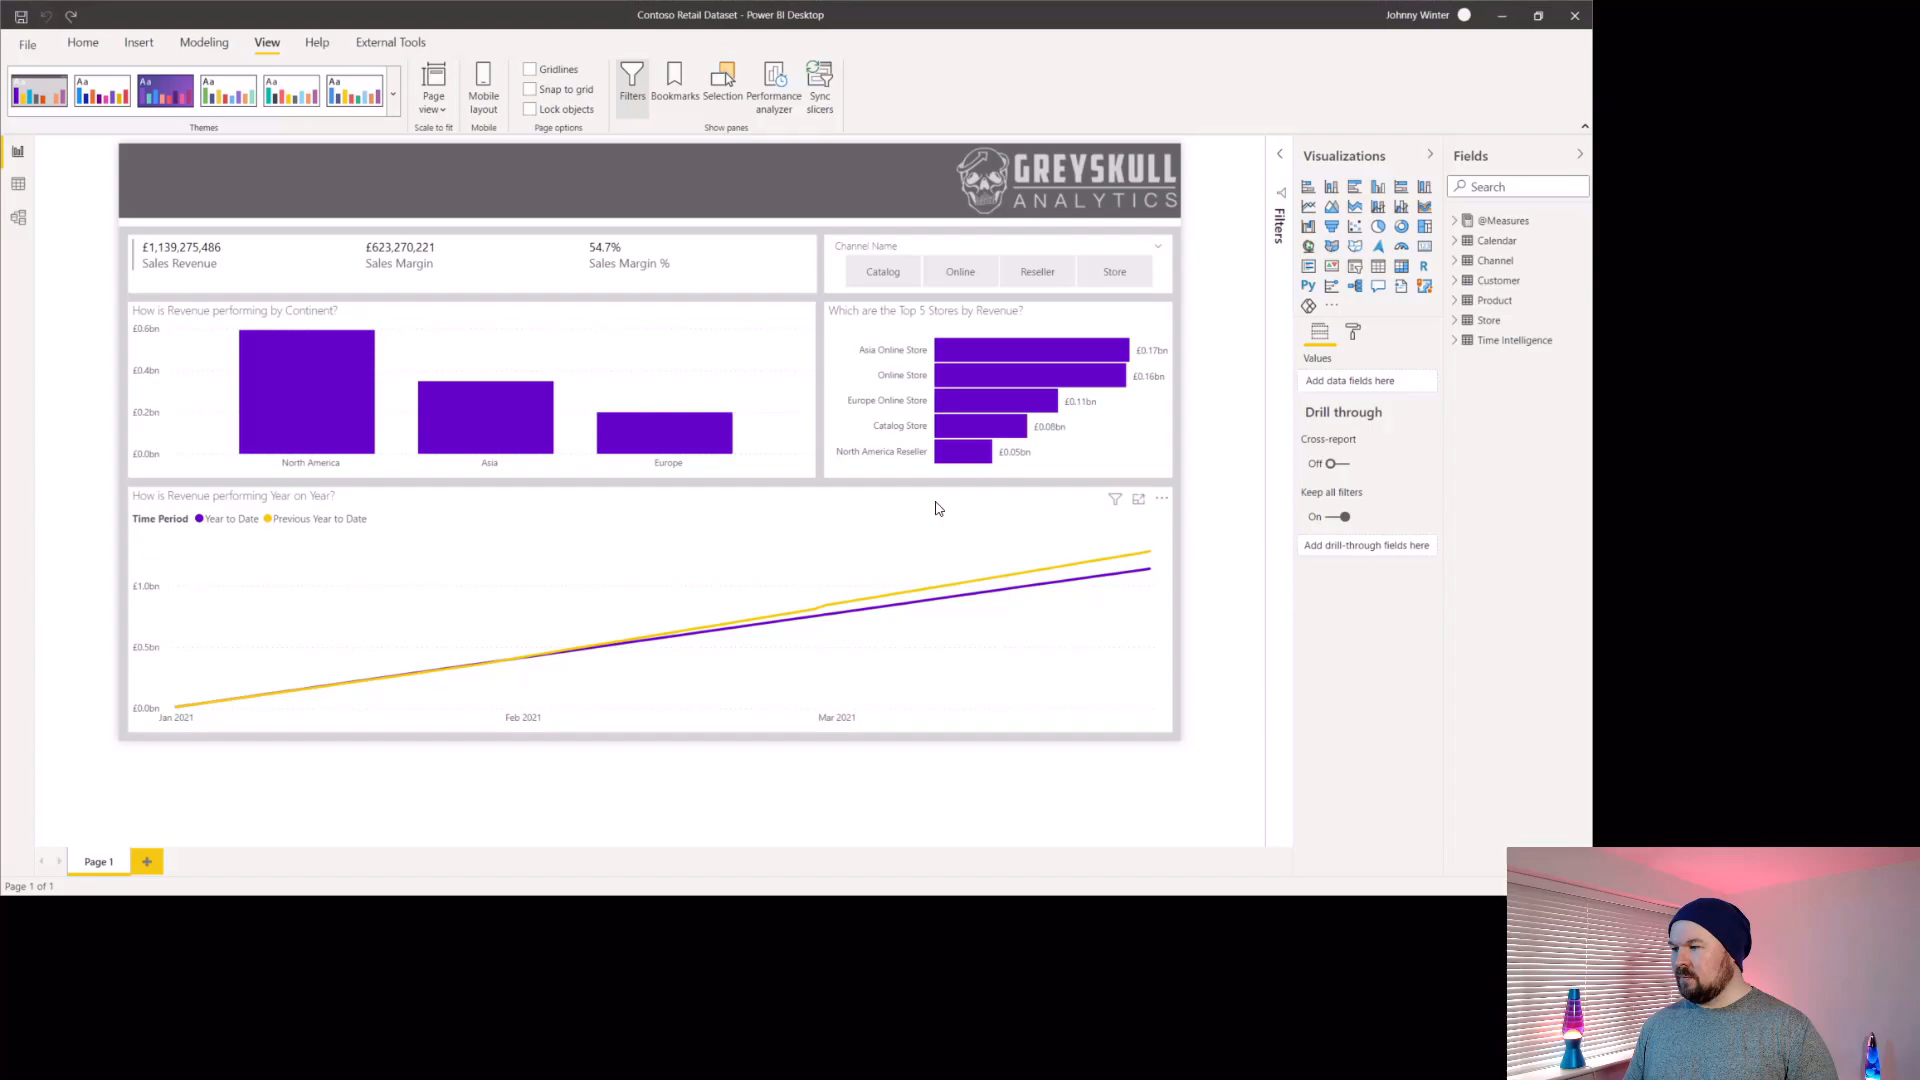 Contoso Retail Dataset - Power BI Desktop
Johnny Winter
File
Home
Insert
Modeling
View
Help
External Tools
Aa
Aa
Aa
Aa
Aa
Aa
Page view
Mobile layout
Gridlines
Snap to grid
Lock objects
Filters
Bookmarks
Selection
Performance analyzer
Sync slicers
Themes
Scale to fit
Mobile
Page options
Show panes
GREYSKULL
ANALYTICS
£1,139,275,486
Sales Revenue
£623,270,221
Sales Margin
54.7%
Sales Margin %
Channel Name
Catalog
Online
Reseller
Store
How is Revenue performing by Continent?
£0.6bn
£0.4bn
£0.2bn
£0.0bn
North America
Asia
Europe
Which are the Top 5 Stores by Revenue?
Asia Online Store £0.17bn
Online Store £0.16bn
Europe Online Store £0.11bn
Catalog Store £0.08bn
North America Reseller £0.05bn
How is Revenue performing Year on Year?
Time Period Year to Date Previous Year to Date
£1.0bn
£0.5bn
£0.0bn
Jan 2021
Feb 2021
Mar 2021
Filters
Visualizations
R
Py
Values
Add data fields here
Drill through
Cross-report
Off
Keep all filters
On
Add drill-through fields here
Fields
Search
@Measures
Calendar
Channel
Customer
Product
Store
Time Intelligence
Page 1
Page 1 of 1